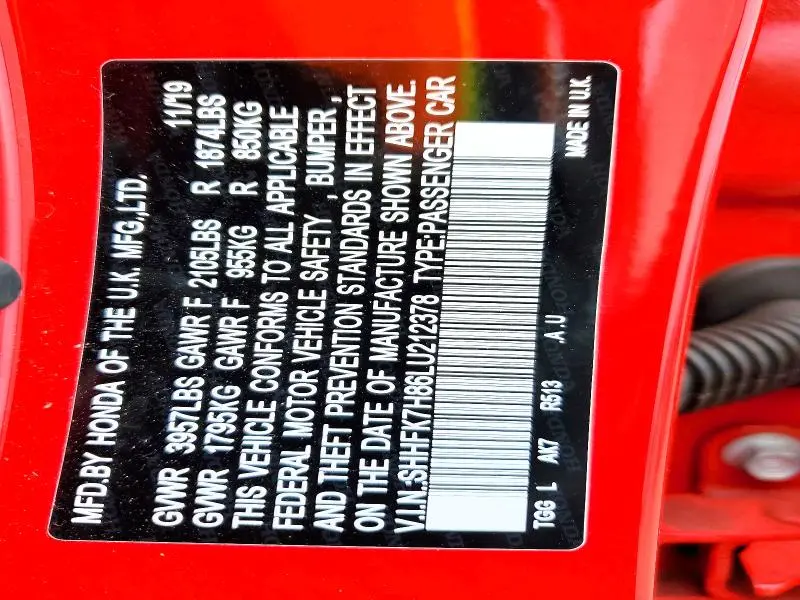 MFD.BY HONDA OF THE U.K. MFG.,LTD. 11/19
GVWR 3957LBS GAWR F 2105LBS R 1874LBS
GVWR 1795KG GAWR F 955KG R 850KG
THIS VEHICLE CONFORMS TO ALL APPLICABLE
FEDERAL MOTOR VEHICLE SAFETY , BUMPER ,
AND THEFT PREVENTION STANDARDS IN EFFECT
ON THE DATE OF MANUFACTURE SHOWN ABOVE.
V.I.N.:SHHFK7H86LU212378 TYPE:PASSENGER CAR
TGG L AK7 R513 .A.U MADE IN U.K.